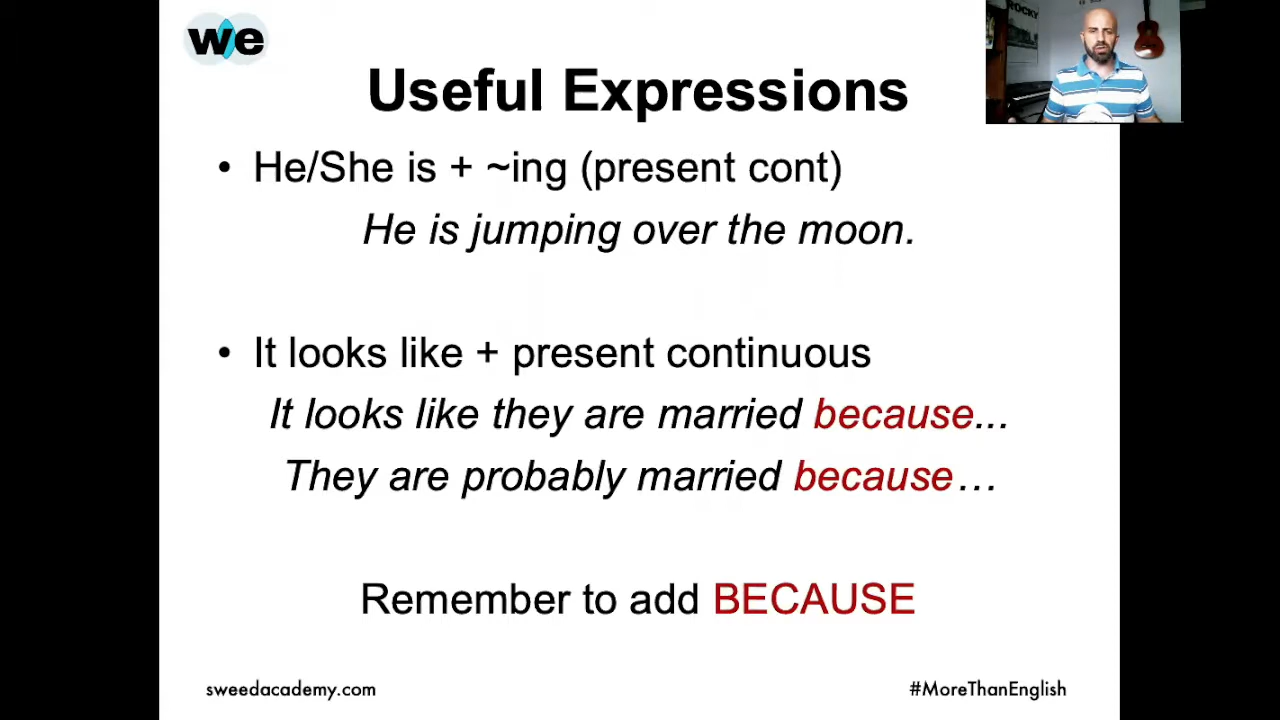 we
ROCKY
Useful Expressions
• He/She is + ~ing (present cont)
He is jumping over the moon.
• It looks like + present continuous
It looks like they are married because...
They are probably married because…
Remember to add BECAUSE
sweedacademy.com
#MoreThanEnglish